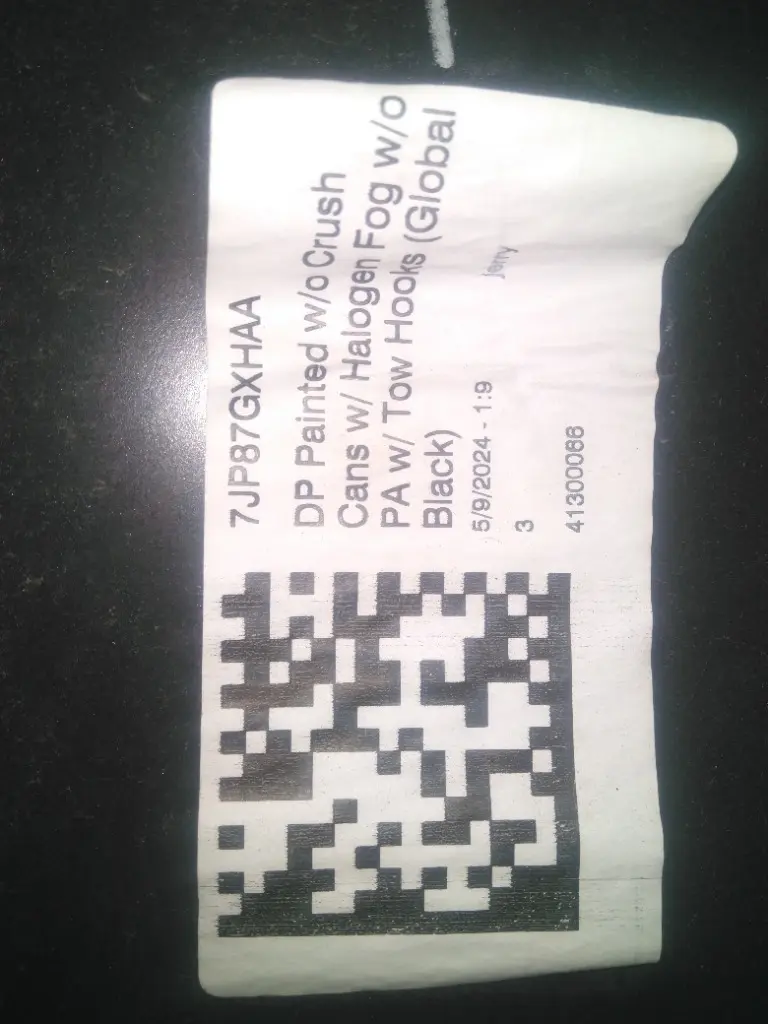 7JP87GXHAA
DP Painted w/o Crush
Cans w/ Halogen Fog w/o
PA w/ Tow Hooks (Global
Black)
5/9/2024 - 1:9
Jerry
3
41300086